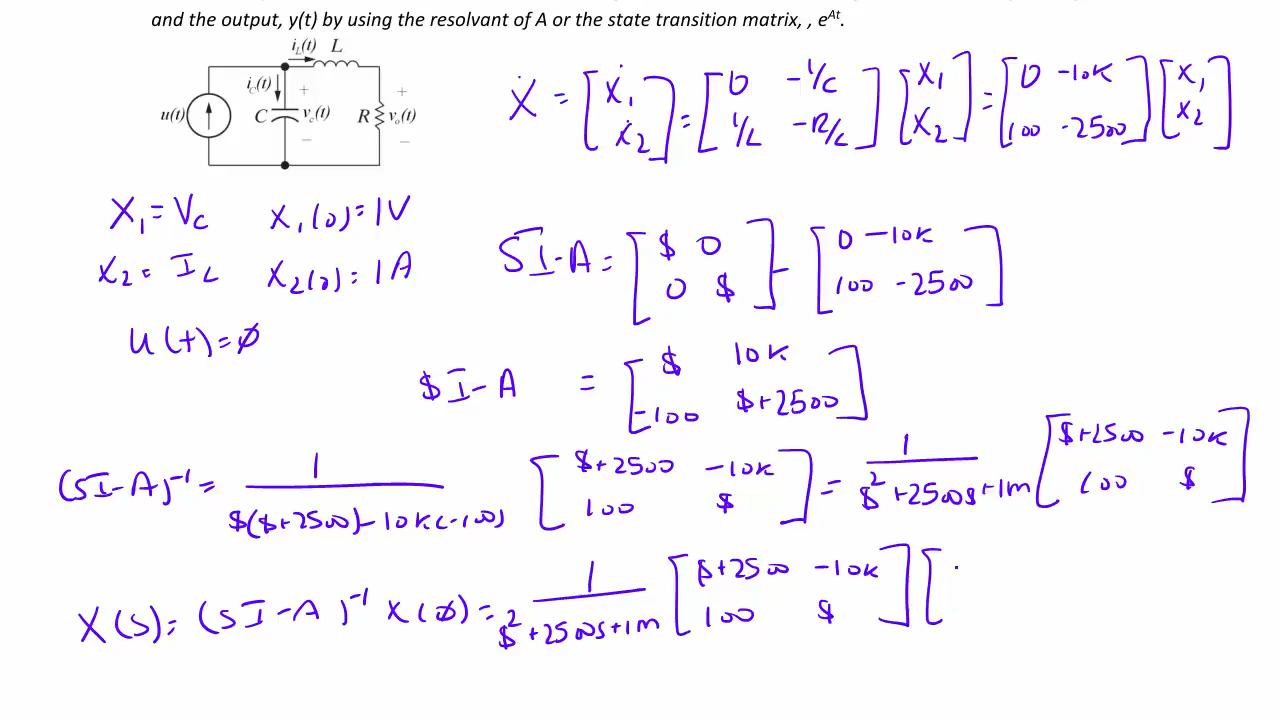 and the output, y(t) by using the resolvant of A or the state transition matrix, , e^At.
i_L(t) L
i_C(t)
+ +
u(t) C v_c(t) R v_o(t)
− −
Ẋ = [ẋ1 ẋ2] = [0 -1/C 1/L -R/L] [X1 X2] = [0 -10K 100 -2500] [X1 X2]
X1 = Vc X1(0) = 1V
X2 = IL X2(0) = 1A
u(t) = ø
SI-A = [$ 0 0 $] - [0 -10K 100 -2500]
$I-A = [$ 10K -100 $+2500]
(SI-A)^-1 = 1 / $($+2500)-10K(-100) [$+2500 -10K 100 $] = 1 / $^2+2500$+1m [$+2500 -10K 100 $]
X(S) = (SI-A)^-1 X(ø) = 1 / $^2+2500s+1m [$+2500 -10K 100 $] [